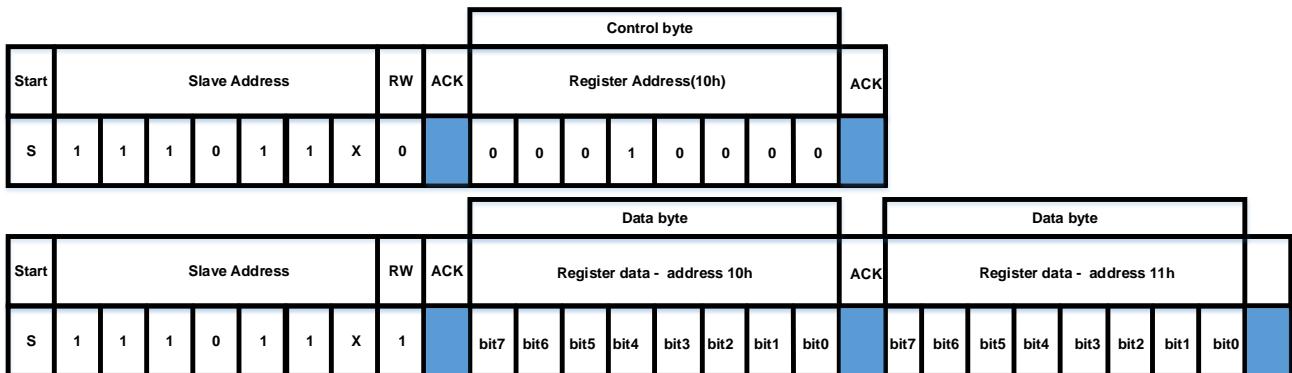 Control byte
Start Slave Address RW ACK Register Address(10h) ACK
S 1 1 1 0 1 1 X 0 0 0 0 1 0 0 0 0
Data byte Data byte
Start Slave Address RW ACK Register data - address 10h ACK Register data - address 11h
S 1 1 1 0 1 1 X 1 bit7 bit6 bit5 bit4 bit3 bit2 bit1 bit0 bit7 bit6 bit5 bit4 bit3 bit2 bit1 bit0